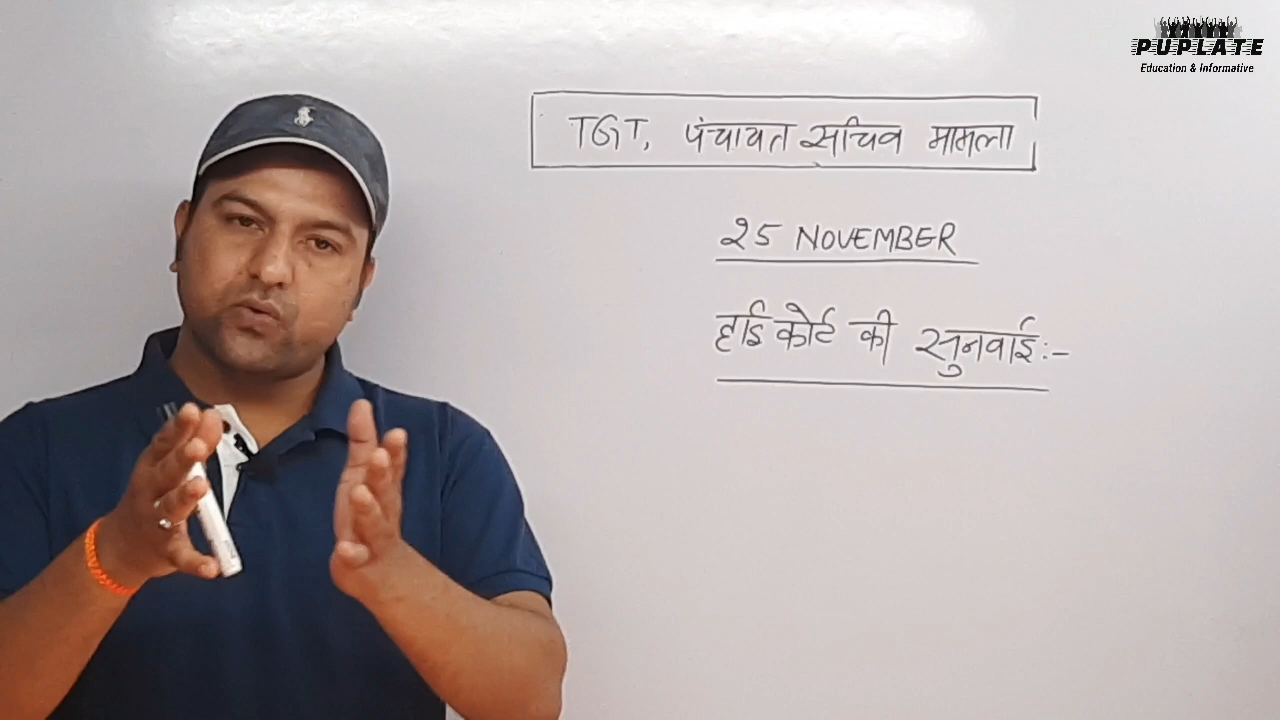 PUPLATE
Education & Informative
TGT, पंचायत सचिव मामला
25 NOVEMBER
हाई कोर्ट की सुनवाई:-